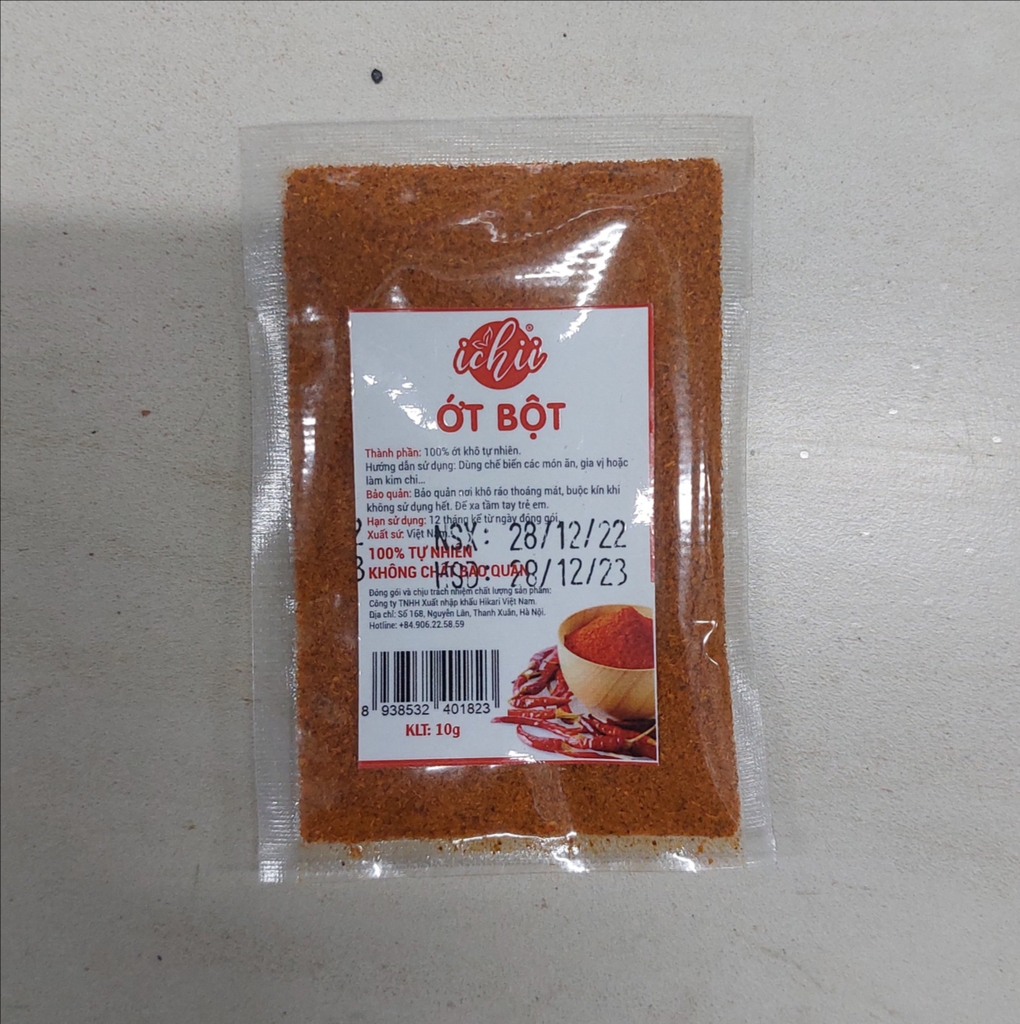 ichii®
ỚT BỘT
Thành phần: 100% ớt khô tự nhiên.
Hướng dẫn sử dụng: Dùng chế biến các món ăn, gia vị hoặc
làm kim chi...
Bảo quản: Bảo quản nơi khô ráo thoáng mát, buộc kín khi
không sử dụng hết. Để xa tầm tay trẻ em.
Hạn sử dụng: 12 tháng kể từ ngày đóng gói
Xuất sứ: Việt Nam.
2 NSX: 28/12/22
100% TỰ NHIÊN
3 HSD: 28/12/23
KHÔNG CHẤT BẢO QUẢN
Đóng gói và chịu trách nhiệm chất lượng sản phẩm:
Công ty TNHH Xuất nhập khẩu Hikari Việt Nam.
Địa chỉ: Số 168, Nguyễn Lân, Thanh Xuân, Hà Nội.
Hotline: +84.906.22.58.59
8 938532 401823
KLT: 10g